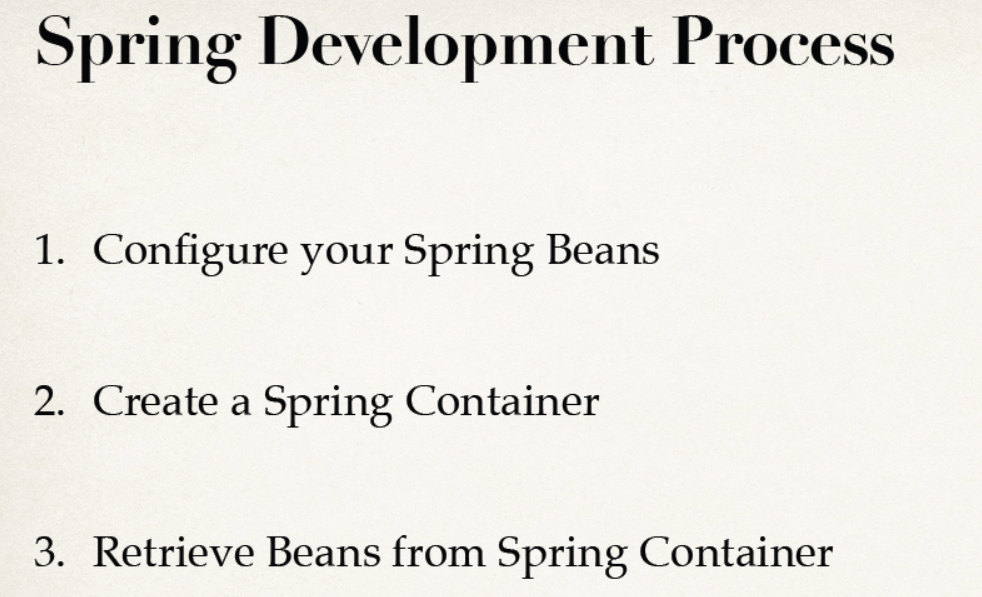 Spring Development Process
1. Configure your Spring Beans
2. Create a Spring Container
3. Retrieve Beans from Spring Container